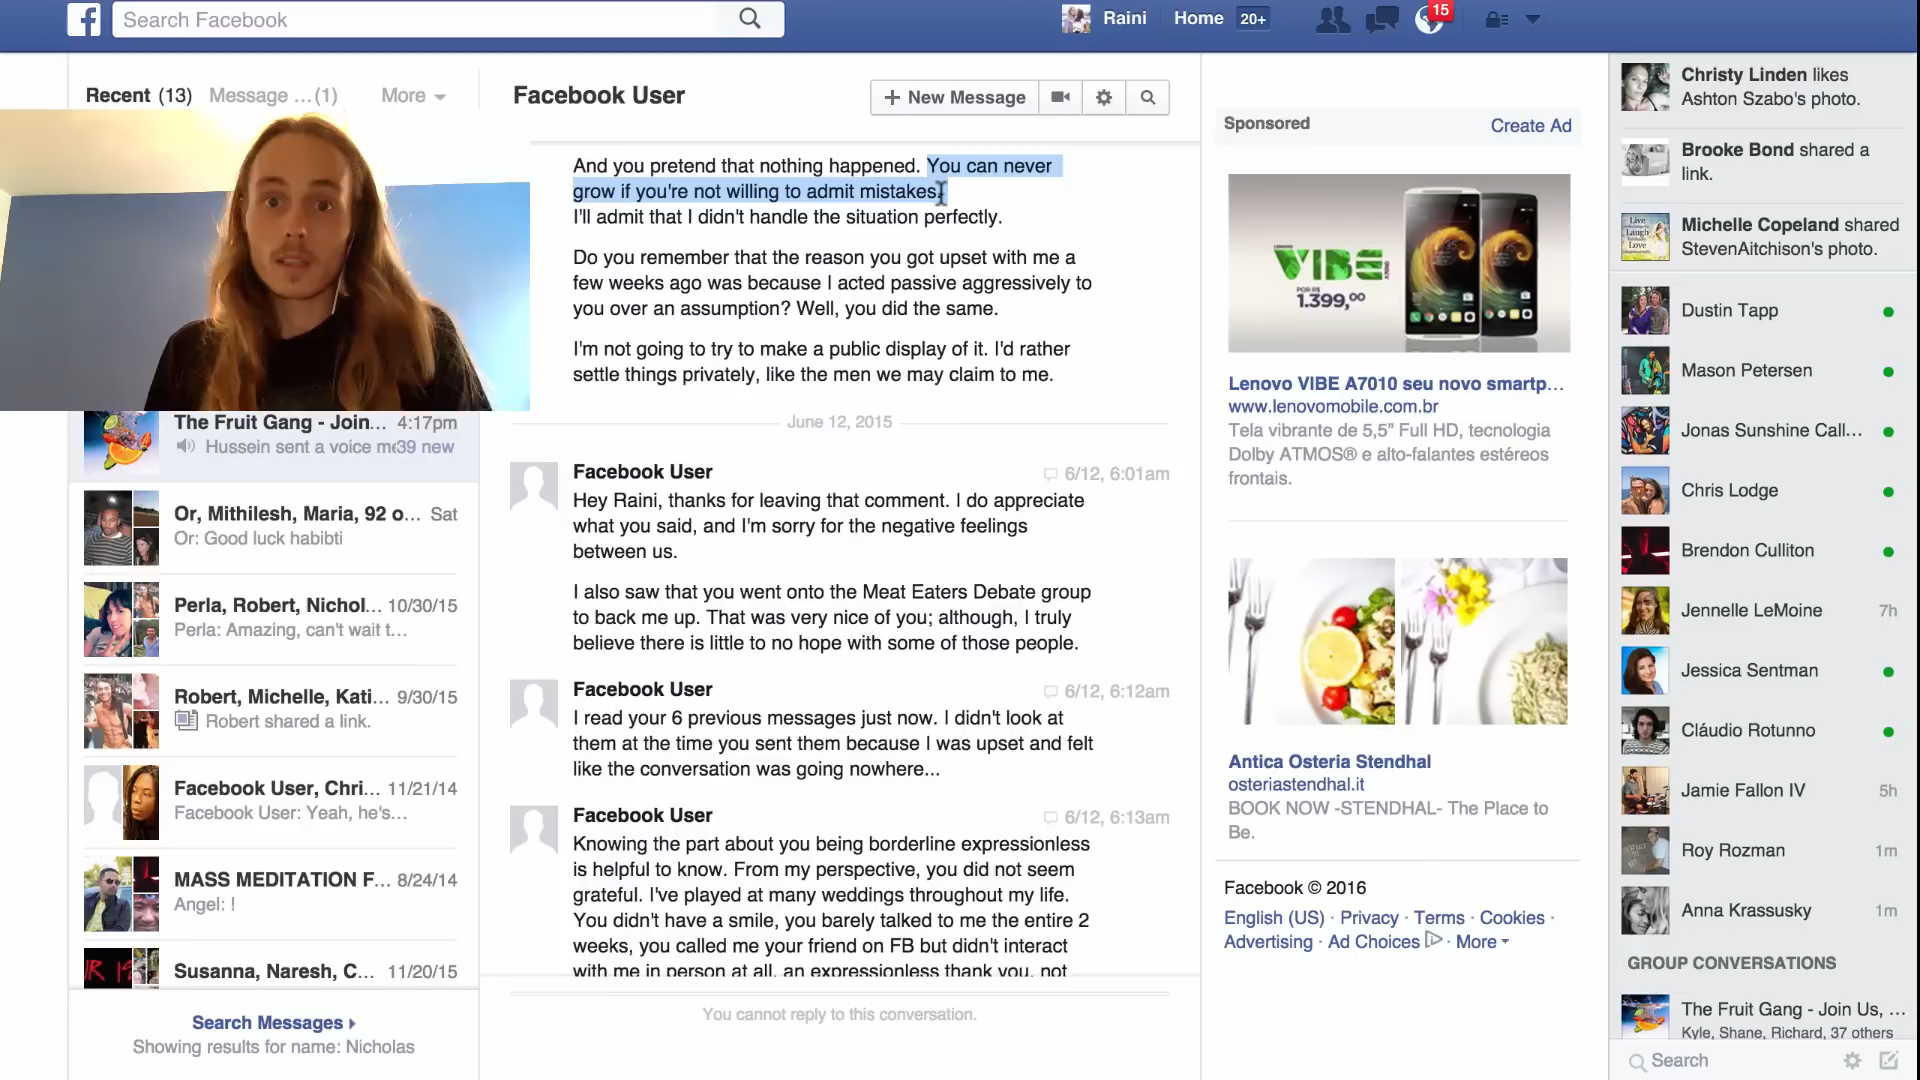 Search Facebook
Raini
Home 20+
15
Recent (13)
Message ... (1)
More
The Fruit Gang - Join... 4:17pm
Hussein sent a voice me 39 new
Or, Mithilesh, Maria, 92 o... Sat
Or: Good luck habibti
Perla, Robert, Nichol... 10/30/15
Perla: Amazing, can't wait t...
Robert, Michelle, Kati... 9/30/15
Robert shared a link.
Facebook User, Chri... 11/21/14
Facebook User: Yeah, he's...
MASS MEDITATION F... 8/24/14
Angel: !
Susanna, Naresh, C... 11/20/15
Search Messages
Showing results for name: Nicholas
Facebook User
+ New Message
And you pretend that nothing happened. You can never
grow if you're not willing to admit mistakes.
I'll admit that I didn't handle the situation perfectly.
Do you remember that the reason you got upset with me a
few weeks ago was because I acted passive aggressively to
you over an assumption? Well, you did the same.
I'm not going to try to make a public display of it. I'd rather
settle things privately, like the men we may claim to me.
June 12, 2015
Facebook User 6/12, 6:01am
Hey Raini, thanks for leaving that comment. I do appreciate
what you said, and I'm sorry for the negative feelings
between us.
I also saw that you went onto the Meat Eaters Debate group
to back me up. That was very nice of you; although, I truly
believe there is little to no hope with some of those people.
Facebook User 6/12, 6:12am
I read your 6 previous messages just now. I didn't look at
them at the time you sent them because I was upset and felt
like the conversation was going nowhere...
Facebook User 6/12, 6:13am
Knowing the part about you being borderline expressionless
is helpful to know. From my perspective, you did not seem
grateful. I've played at many weddings throughout my life.
You didn't have a smile, you barely talked to me the entire 2
weeks, you called me your friend on FB but didn't interact
with me in person at all, an expressionless thank you, not
You cannot reply to this conversation.
Sponsored
Create Ad
VIBE
1.399,00
Lenovo VIBE A7010 seu novo smartp...
www.lenovomobile.com.br
Tela vibrante de 5,5” Full HD, tecnologia
Dolby ATMOS® e alto-falantes estéreos
frontais.
Antica Osteria Stendhal
osteriastendhal.it
BOOK NOW -STENDHAL- The Place to
Be.
Facebook © 2016
English (US) · Privacy · Terms · Cookies ·
Advertising · Ad Choices · More
Christy Linden likes
Ashton Szabo's photo.
Brooke Bond shared a
link.
Michelle Copeland shared
StevenAitchison's photo.
Dustin Tapp
Mason Petersen
Jonas Sunshine Call...
Chris Lodge
Brendon Culliton
Jennelle LeMoine 7h
Jessica Sentman
Cláudio Rotunno
Jamie Fallon IV 5h
Roy Rozman 1m
Anna Krassusky 1m
GROUP CONVERSATIONS
The Fruit Gang - Join Us, ...
Kyle, Shane, Richard, 37 others
Search